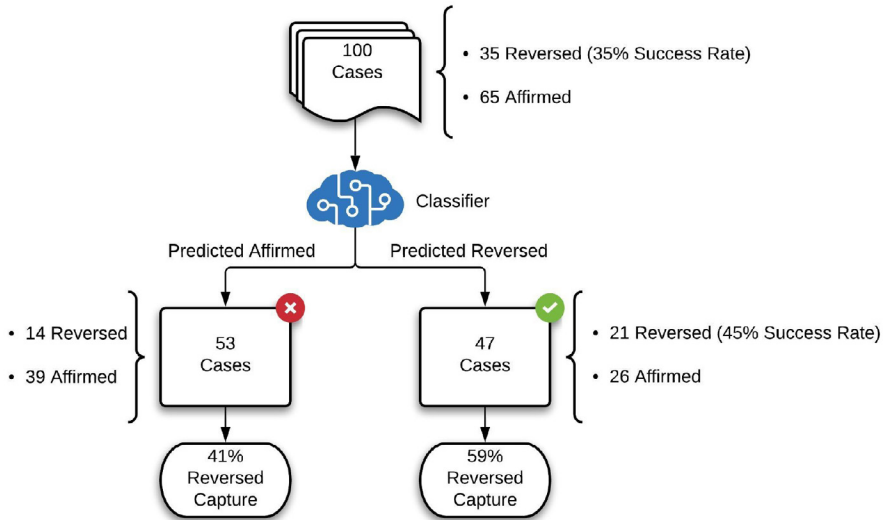 100
Cases
• 35 Reversed (35% Success Rate)
• 65 Affirmed
Classifier
Predicted Affirmed
Predicted Reversed
• 14 Reversed
• 39 Affirmed
53
Cases
47
Cases
• 21 Reversed (45% Success Rate)
• 26 Affirmed
41%
Reversed
Capture
59%
Reversed
Capture